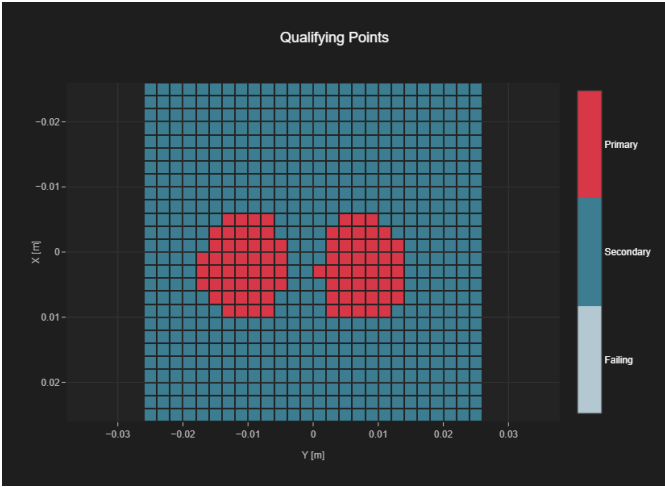 Qualifying Points
−0.02
−0.01
0
0.01
0.02
X [m]
−0.03
−0.02
−0.01
0
0.01
0.02
0.03
Y [m]
Primary
Secondary
Failing